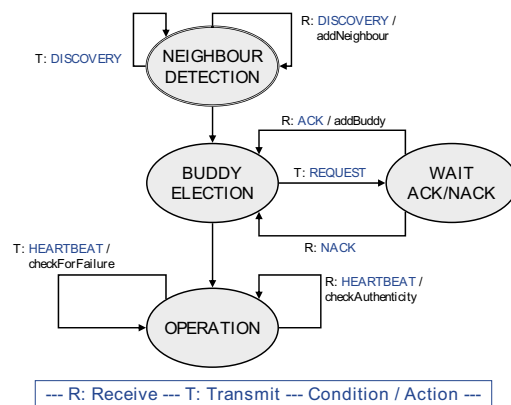 R: DISCOVERY /
addNeighbour
T: DISCOVERY
NEIGHBOUR
DETECTION
R: ACK / addBuddy
BUDDY
ELECTION
T: REQUEST
WAIT
ACK/NACK
R: NACK
T: HEARTBEAT /
checkForFailure
R: HEARTBEAT /
checkAuthenticity
OPERATION
--- R: Receive --- T: Transmit --- Condition / Action ---